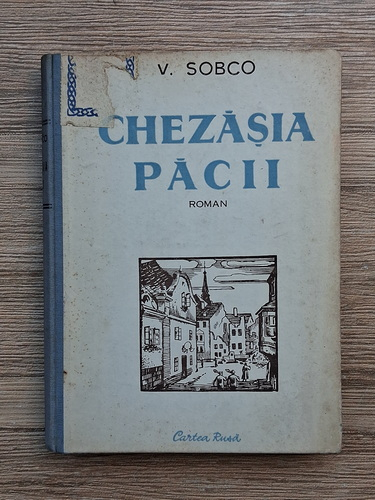 V. SOBCO
CHEZĂȘIA
PĂCII
ROMAN
Cartea Rusă